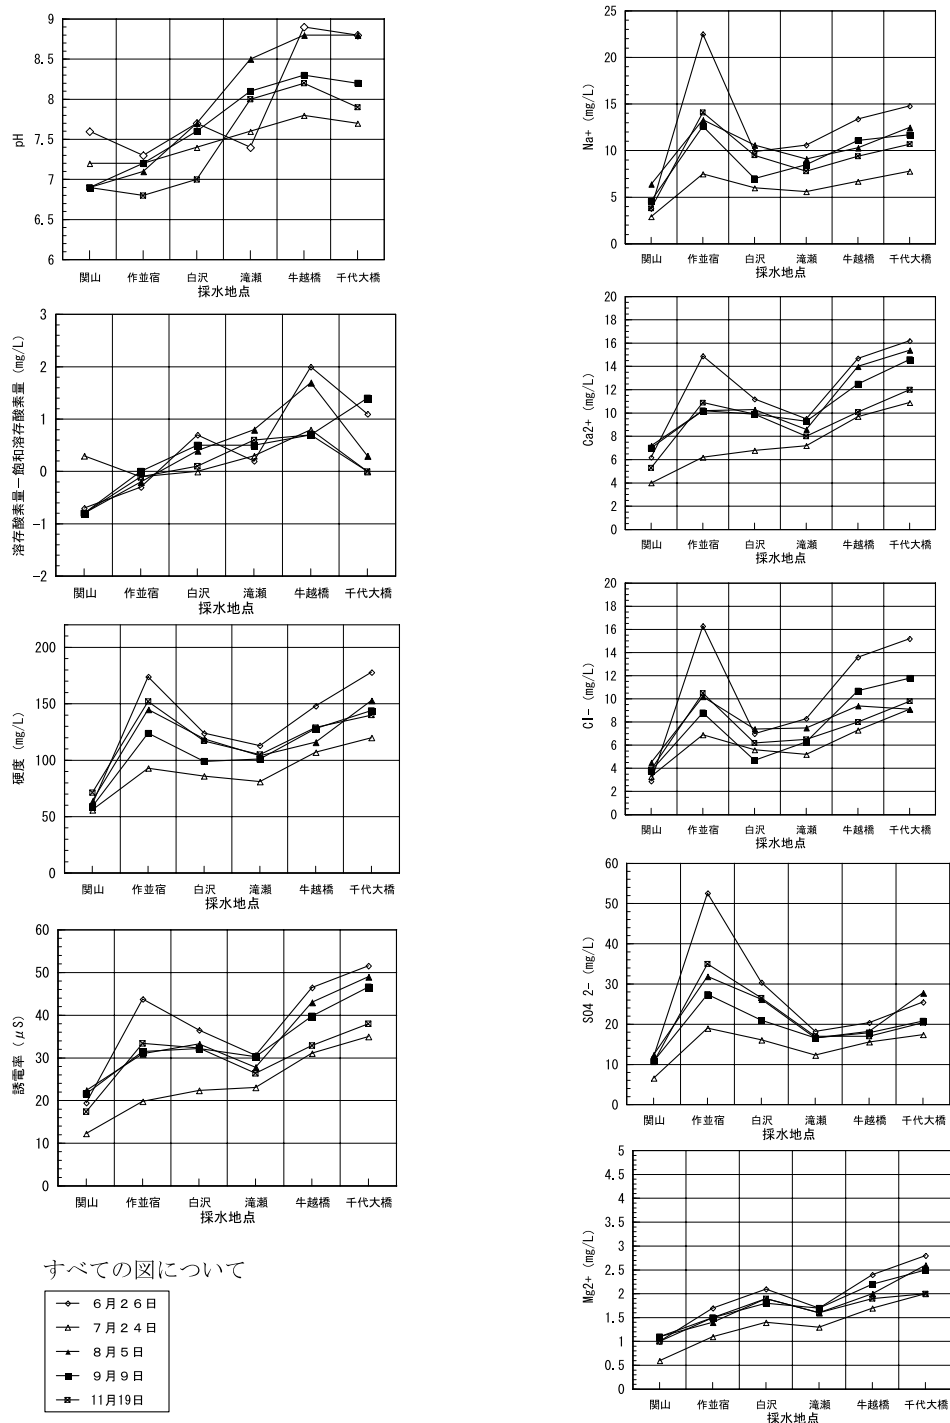 9
8.5
8
7.5
7
6.5
6
pH
関山 作並宿 白沢 滝瀬 牛越橋 千代大橋
採水地点
3
2
1
0
-1
-2
溶存酸素量－飽和溶存酸素量 (mg/L)
関山 作並宿 白沢 滝瀬 牛越橋 千代大橋
採水地点
200
150
100
50
0
硬度 (mg/L)
関山 作並宿 白沢 滝瀬 牛越橋 千代大橋
採水地点
60
50
40
30
20
10
0
誘電率 (μS)
関山 作並宿 白沢 滝瀬 牛越橋 千代大橋
採水地点
すべての図について
6月26日
7月24日
8月5日
9月9日
11月19日
25
20
15
10
5
0
Na+ (mg/L)
関山 作並宿 白沢 滝瀬 牛越橋 千代大橋
採水地点
20
18
16
14
12
10
8
6
4
2
0
Ca2+ (mg/L)
関山 作並宿 白沢 滝瀬 牛越橋 千代大橋
採水地点
20
18
16
14
12
10
8
6
4
2
0
Cl- (mg/L)
関山 作並宿 白沢 滝瀬 牛越橋 千代大橋
採水地点
60
50
40
30
20
10
0
SO4 2- (mg/L)
関山 作並宿 白沢 滝瀬 牛越橋 千代大橋
採水地点
5
4.5
4
3.5
3
2.5
2
1.5
1
0.5
0
Mg2+ (mg/L)
関山 作並宿 白沢 滝瀬 牛越橋 千代大橋
採水地点